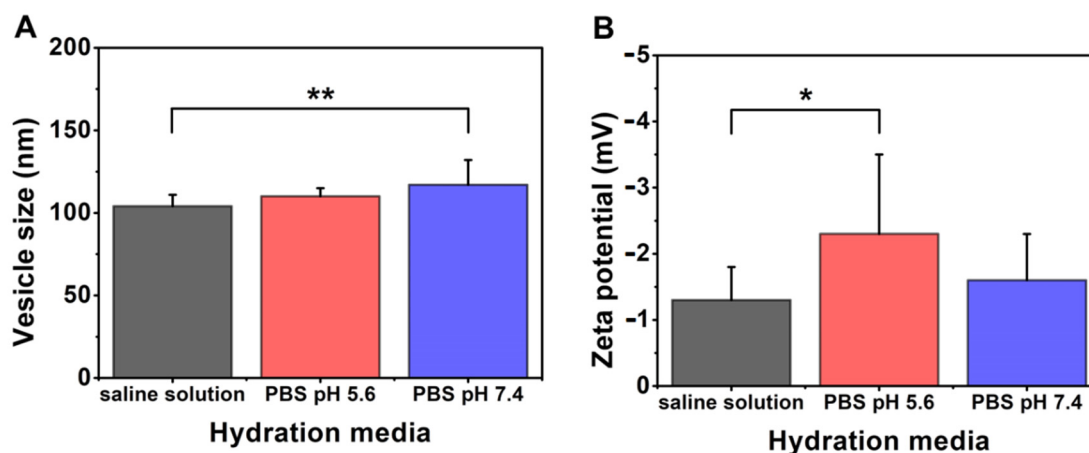 A
Vesicle size (nm)
200
150
100
50
0
**
saline solution
PBS pH 5.6
PBS pH 7.4
Hydration media
B
Zeta potential (mV)
-5
-4
-3
-2
-1
0
*
saline solution
PBS pH 5.6
PBS pH 7.4
Hydration media